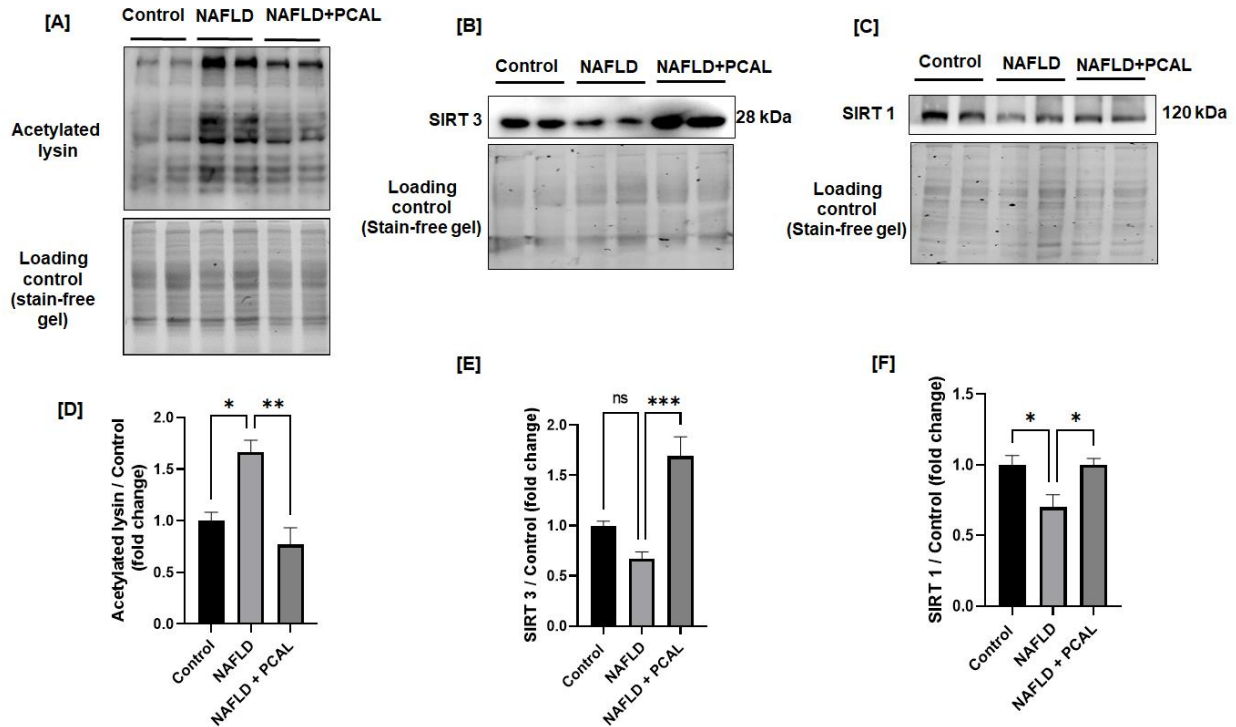 [A]
Control NAFLD NAFLD+PCAL
Acetylated
lysin
Loading
control
(stain-free
gel)
[B]
Control NAFLD NAFLD+PCAL
SIRT 3
28 kDa
Loading
control
(Stain-free gel)
[C]
Control NAFLD NAFLD+PCAL
SIRT 1
120 kDa
Loading
control
(Stain-free gel)
[D]
* **
Acetylated lysin / Control
(fold change)
2.0
1.5
1.0
0.5
0.0
Control
NAFLD
NAFLD + PCAL
[E]
ns ***
SIRT 3 / Control (fold change)
2.0
1.5
1.0
0.5
0.0
Control
NAFLD
NAFLD + PCAL
[F]
* *
SIRT 1 / Control (fold change)
1.5
1.0
0.5
0.0
Control
NAFLD
NAFLD + PCAL